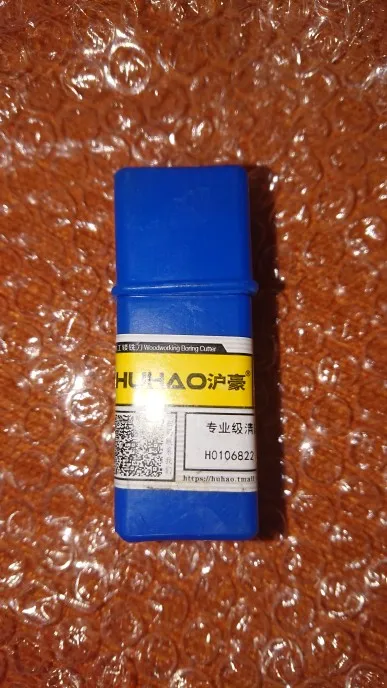 工镂铣刀 Woodworking Boring Cutter
HUHAO沪豪®
专业级清
H0106822
https://huhao.tmall